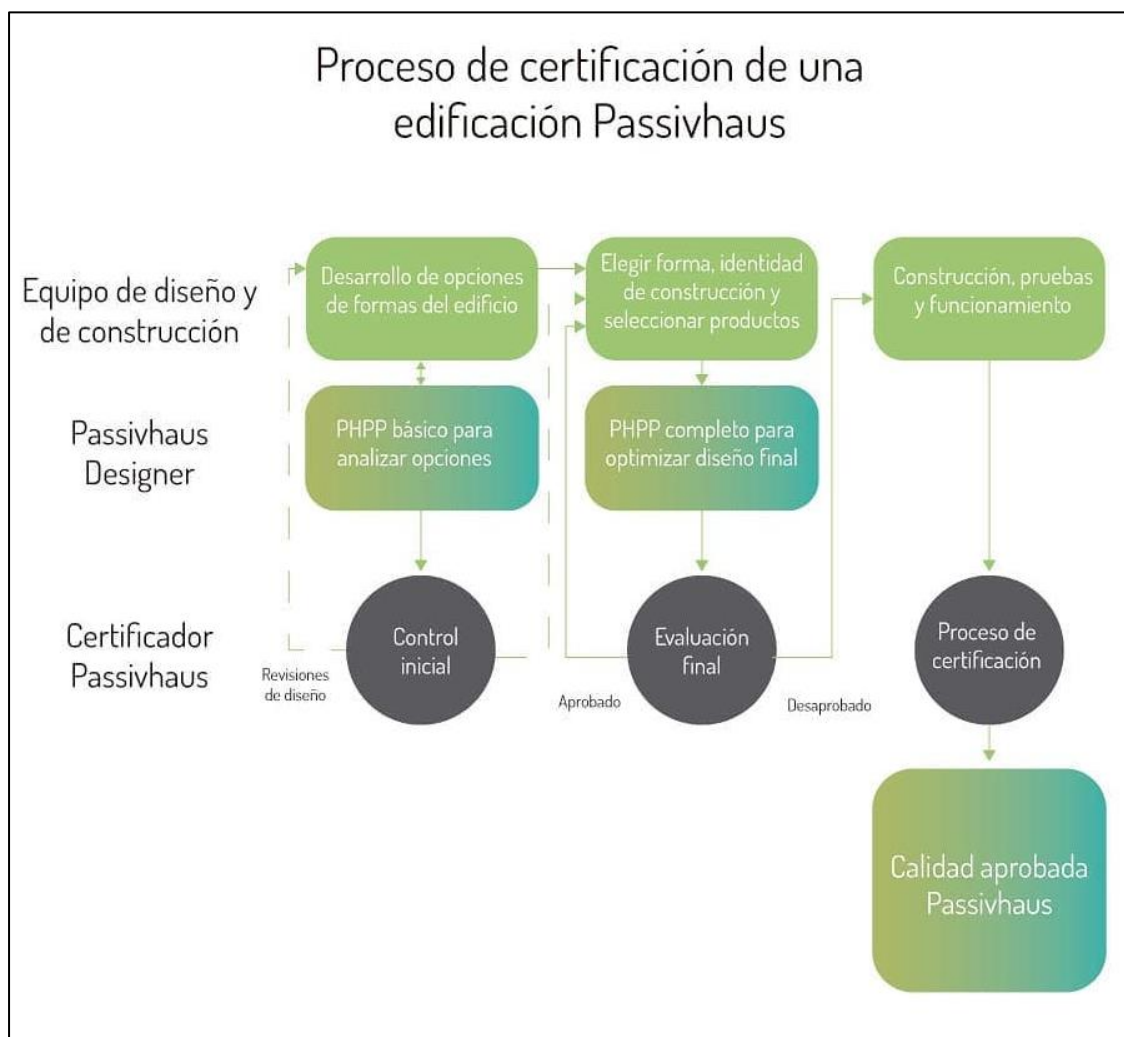 Proceso de certificación de una
edificación Passivhaus
Equipo de diseño y
de construcción
Desarrollo de opciones
de formas del edificio
Elegir forma, identidad
de construcción y
seleccionar productos
Construcción, pruebas
y funcionamiento
Passivhaus
Designer
PHPP básico para
analizar opciones
PHPP completo para
optimizar diseño final
Certificador
Passivhaus
Revisiones
de diseño
Control
inicial
Aprobado
Evaluación
final
Desaprobado
Proceso de
certificación
Calidad aprobada
Passivhaus